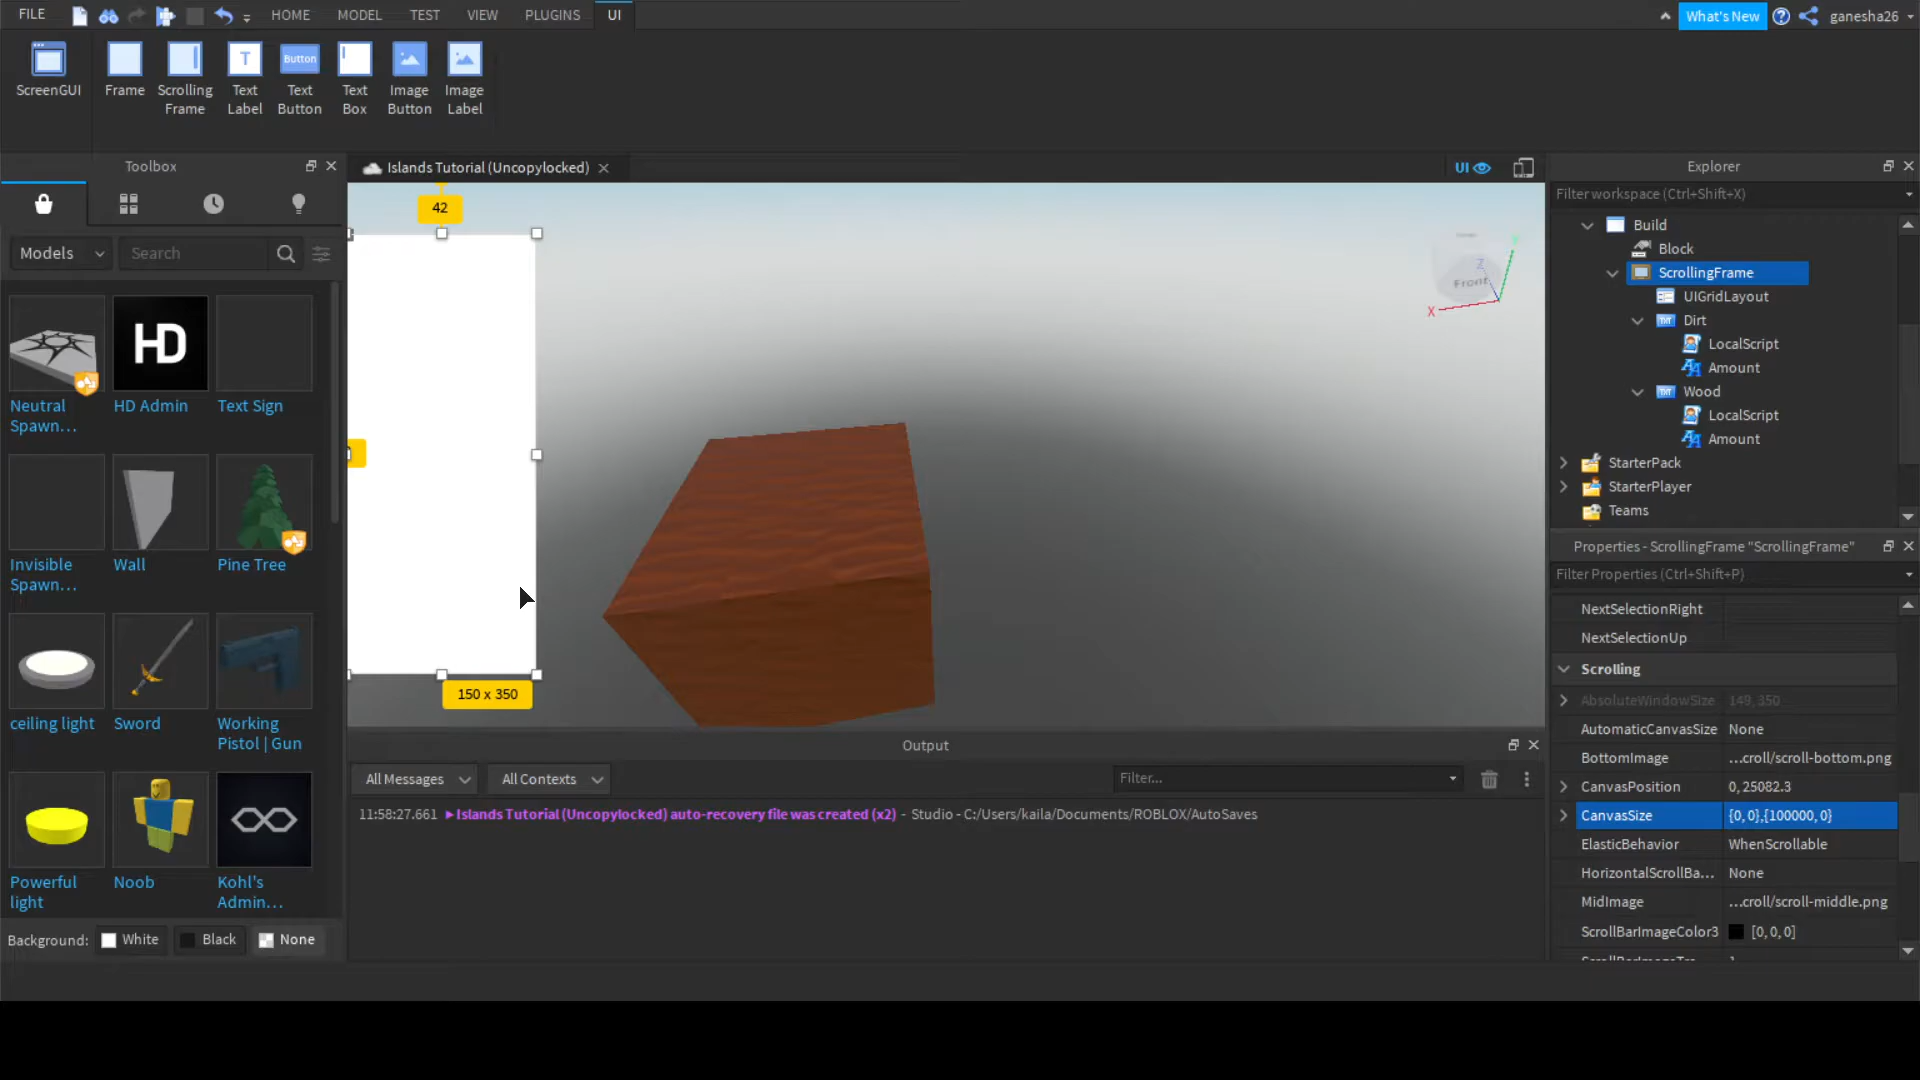 FILE
HOME
MODEL
TEST
VIEW
PLUGINS
UI
What's New
ganesha26
ScreenGUI
Frame
Scrolling
Frame
Text
Label
Button
Text
Button
Text
Box
Image
Button
Image
Label
Toolbox
Models
Search
Neutral
Spawn...
HD
HD Admin
Text Sign
Invisible
Spawn...
Wall
Pine Tree
ceiling light
Sword
Working
Pistol | Gun
Powerful
light
Noob
Kohl's
Admin...
Background:
White
Black
None
Islands Tutorial (Uncopylocked)
UI
42
150 x 350
Front
X
Y
Z
Output
All Messages
All Contexts
Filter...
11:58:27.661 ▶Islands Tutorial (Uncopylocked) auto-recovery file was created (x2) - Studio - C:/Users/kaila/Documents/ROBLOX/AutoSaves
Explorer
Filter workspace (Ctrl+Shift+X)
Build
Block
ScrollingFrame
UIGridLayout
Dirt
LocalScript
Amount
Wood
LocalScript
Amount
StarterPack
StarterPlayer
Teams
Properties - ScrollingFrame "ScrollingFrame"
Filter Properties (Ctrl+Shift+P)
NextSelectionRight
NextSelectionUp
Scrolling
AbsoluteWindowSize 149, 350
AutomaticCanvasSize None
BottomImage ...croll/scroll-bottom.png
CanvasPosition 0, 25082.3
CanvasSize {0, 0},{100000, 0}
ElasticBehavior WhenScrollable
HorizontalScrollBa... None
MidImage ...croll/scroll-middle.png
ScrollBarImageColor3 [0, 0, 0]